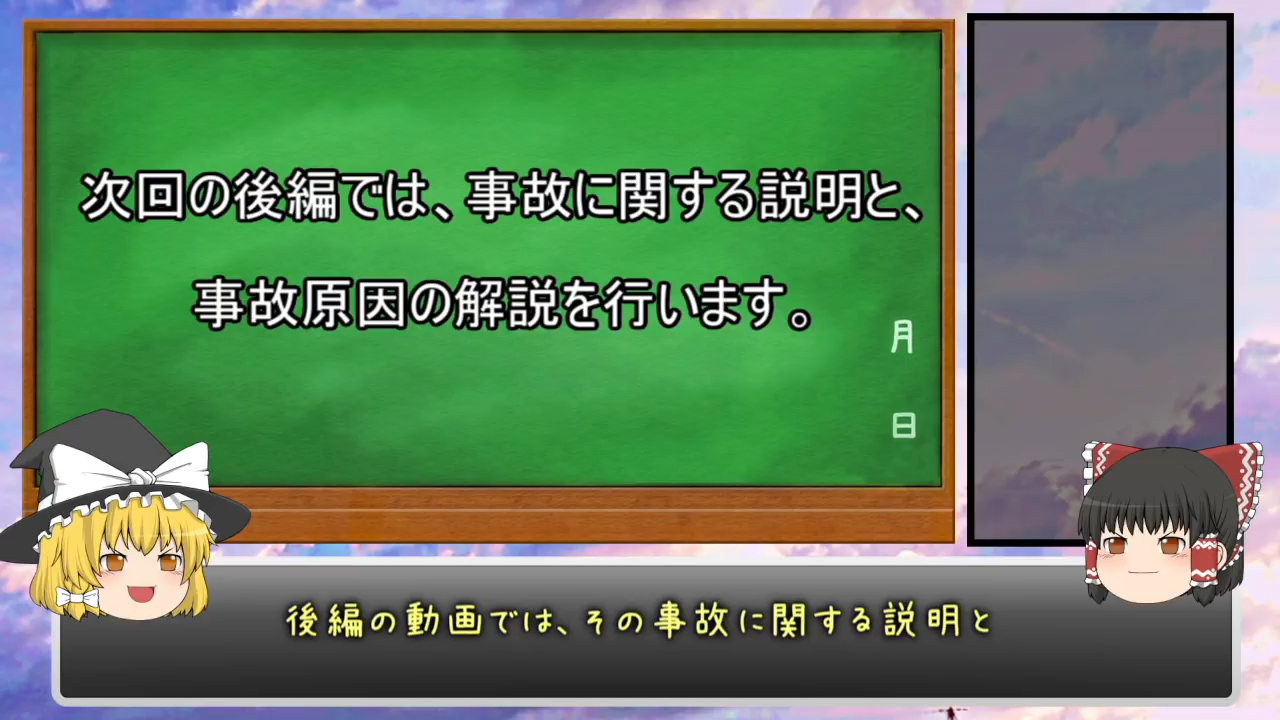 次回の後編では、事故に関する説明と、
事故原因の解説を行います。
月
日
後編の動画では、その事故に関する説明と